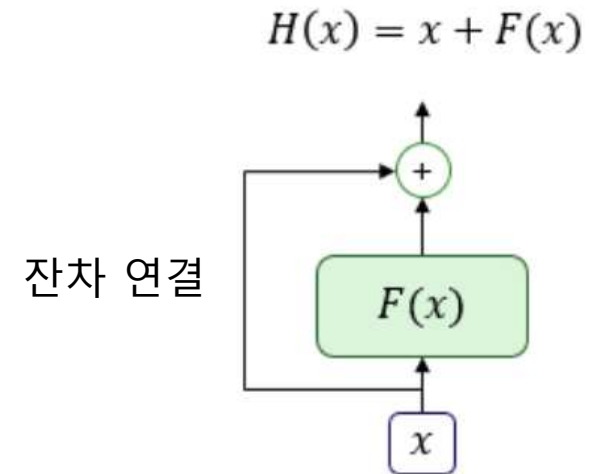 H(x) = x + F(x)
+
잔차 연결
F(x)
x